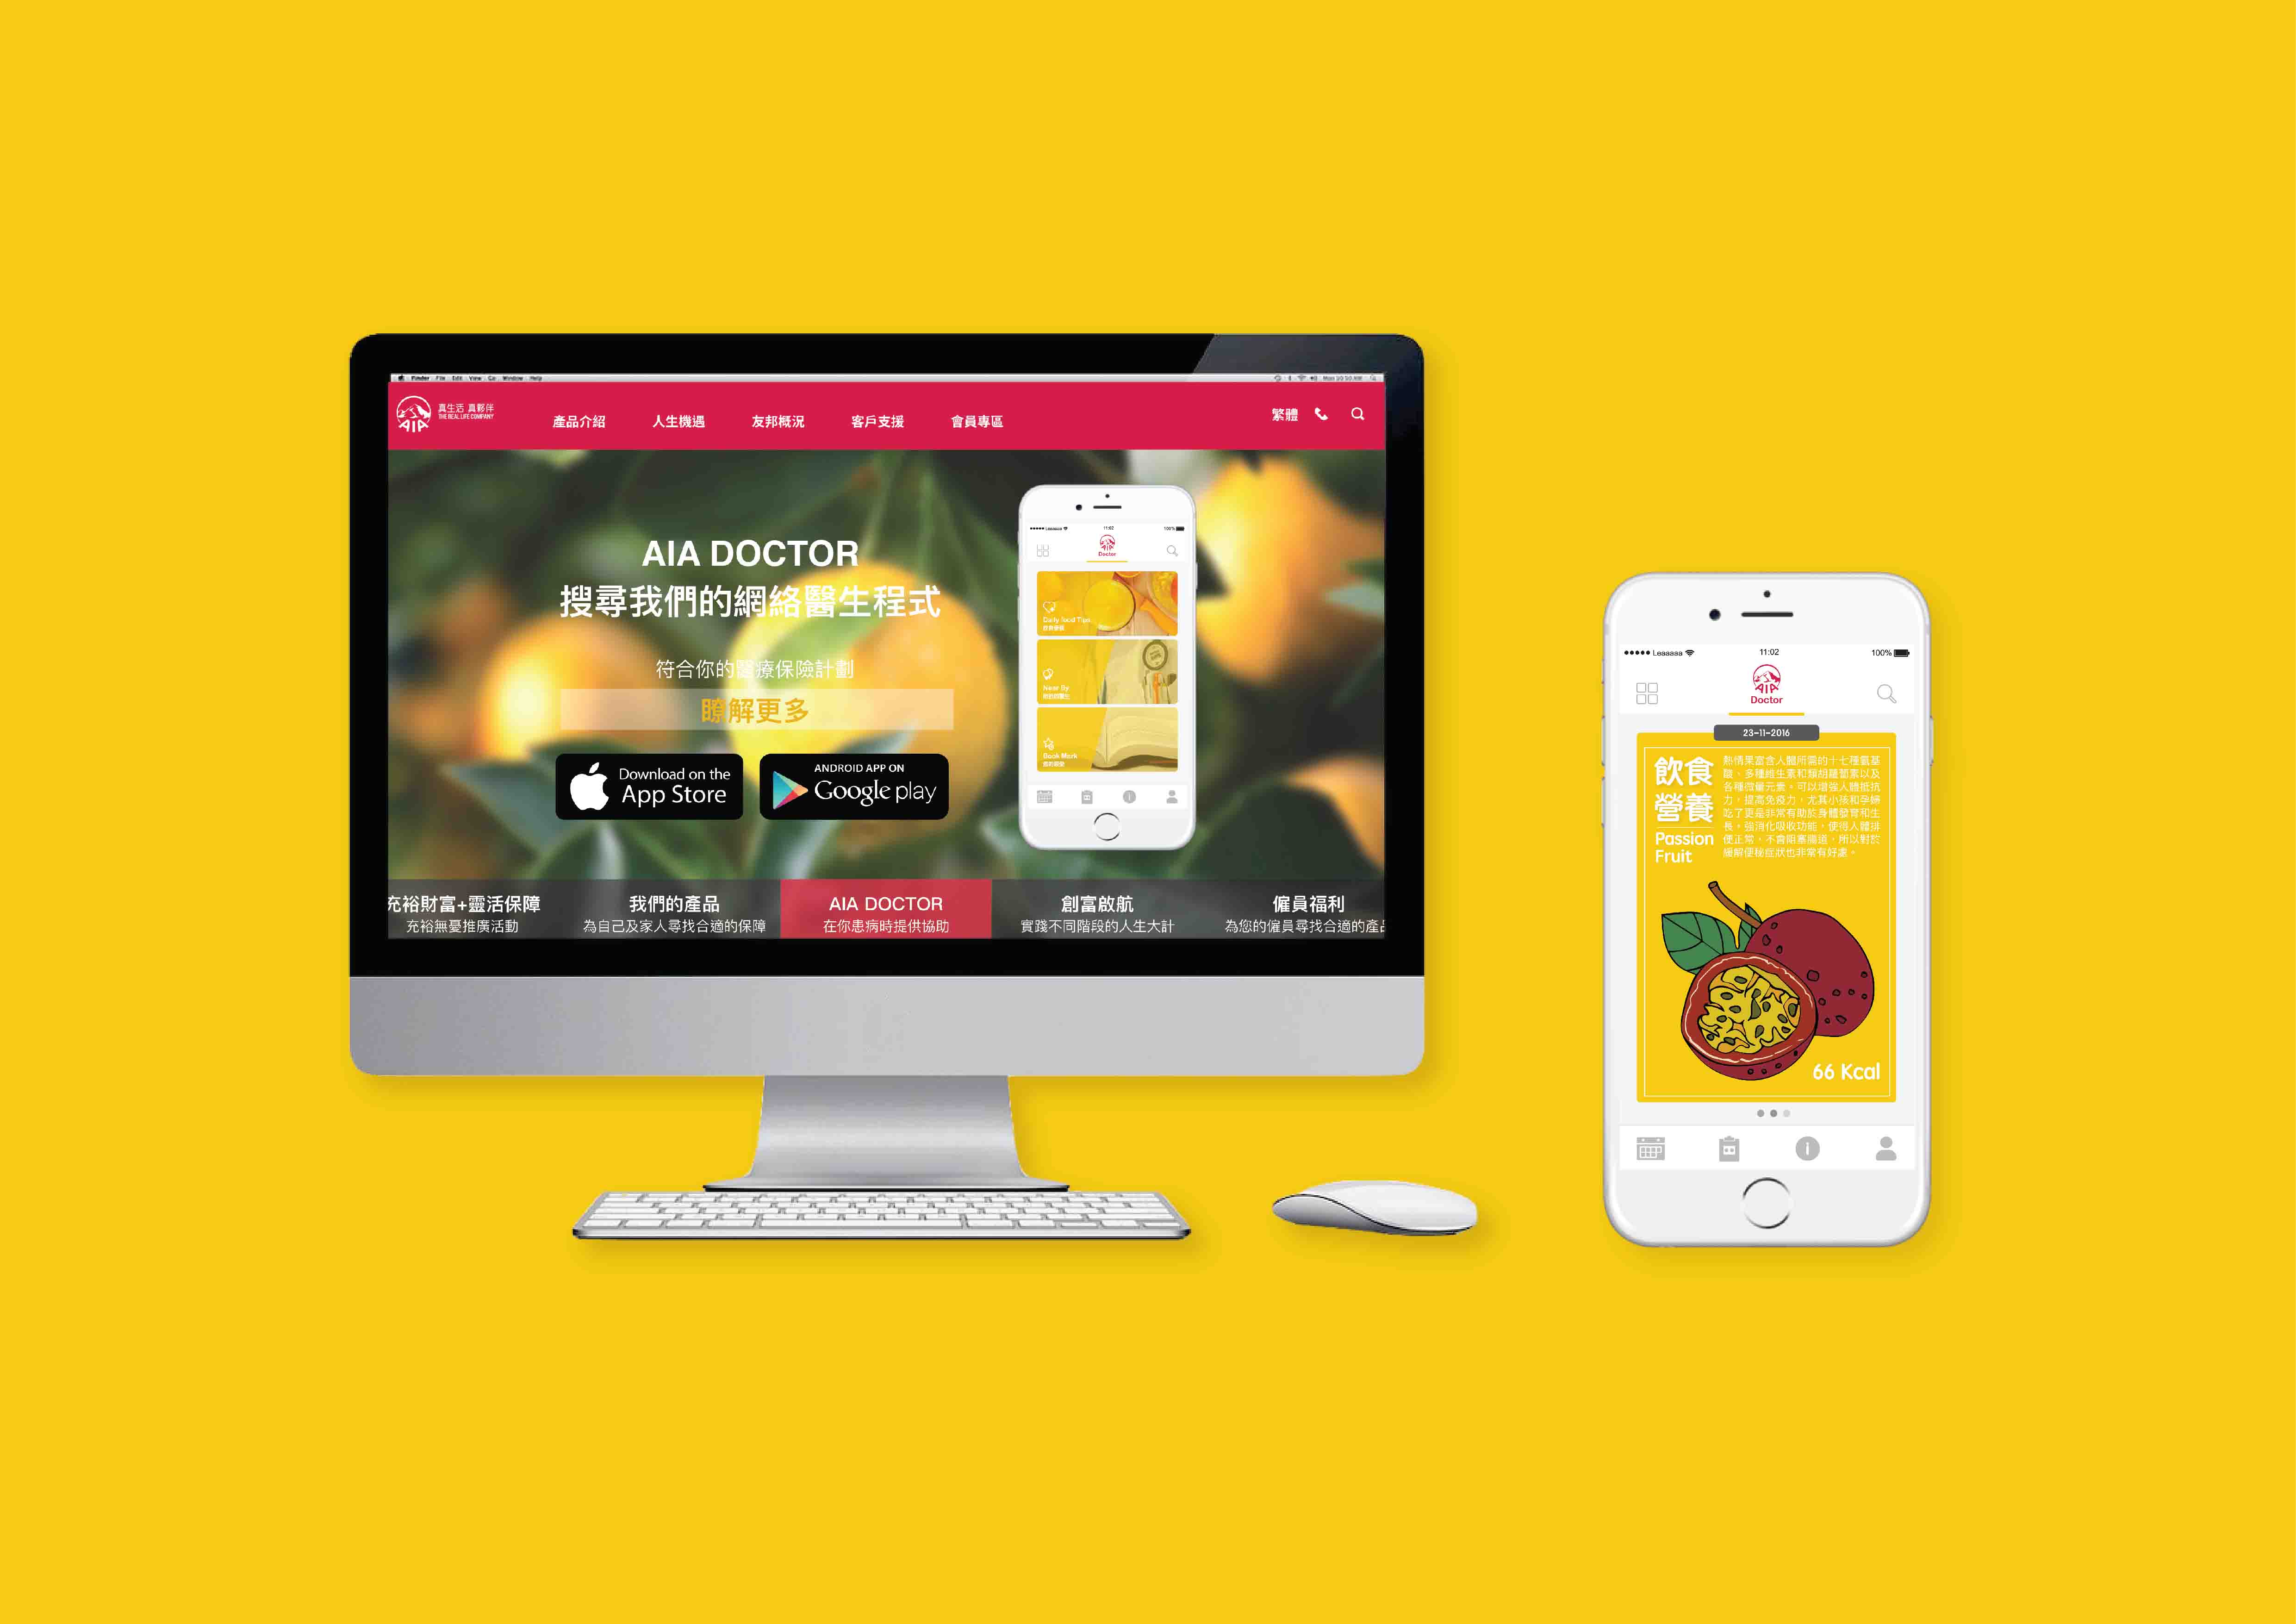 Finder File Edit View Go Window Help
真生活 真夥伴
THE REAL LIFE COMPANY
AIA
產品介紹 人生機遇 友邦概況 客戶支援 會員專區
繁體
AIA DOCTOR
搜尋我們的網絡醫生程式
符合你的醫療保險計劃
瞭解更多
Download on the
App Store
ANDROID APP ON
Google play
Leaaaaa 11:02 100%
AIA
Doctor
Daily food Tips
飲食營養
Near By
Book Mark
充裕財富+靈活保障
充裕無憂推廣活動
我們的產品
為自己及家人尋找合適的保障
AIA DOCTOR
在你患病時提供協助
創富啟航
實踐不同階段的人生大計
僱員福利
為您的僱員尋找合適的產品
Leaaaaa 11:02 100%
AIA
Doctor
23-11-2016
飲食
營養
Passion
Fruit
熱情果富含人體所需的十七種氨基
酸、多種維生素和類胡蘿蔔素以及
各種微量元素。可以增強人體抵抗
力，提高免疫力，尤其小孩和孕婦
吃了更是非常有助於身體發育和生
長。強消化吸收功能，使得人體排
便正常，不會阻塞腸道，所以對於
緩解便秘症狀也非常有好處。
66 Kcal